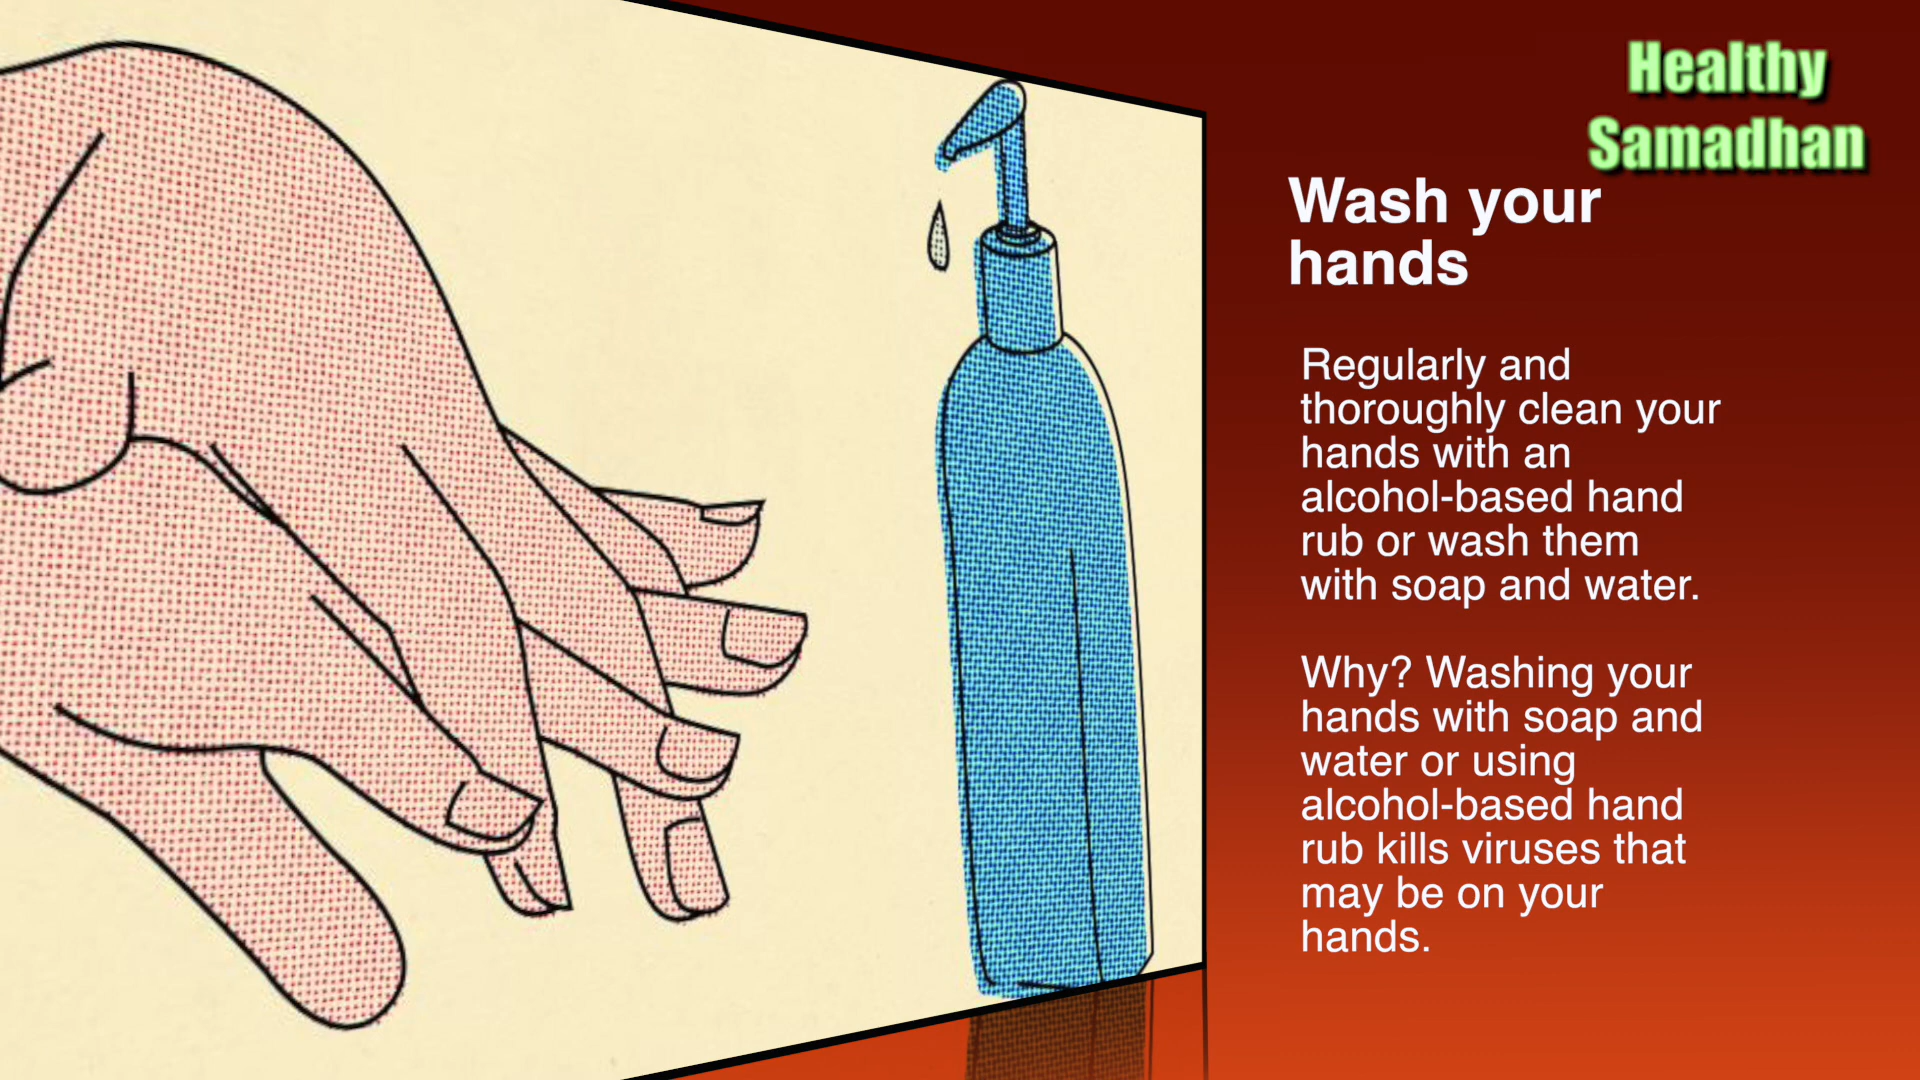 Healthy
Samadhan
Wash your
hands
Regularly and
thoroughly clean your
hands with an
alcohol-based hand
rub or wash them
with soap and water.
Why? Washing your
hands with soap and
water or using
alcohol-based hand
rub kills viruses that
may be on your
hands.